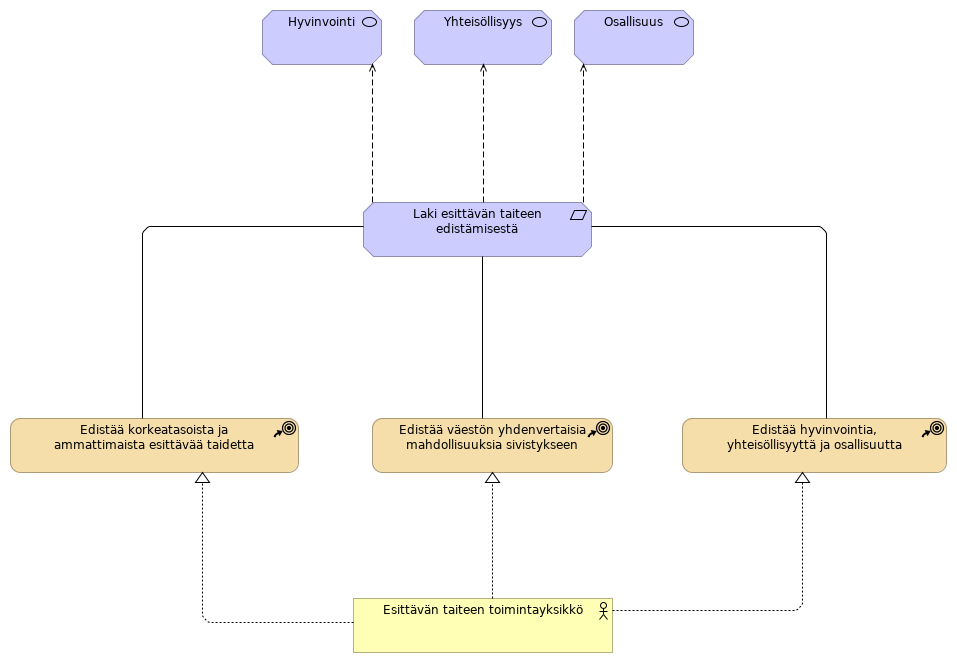 Hyvinvointi
Yhteisöllisyys
Osallisuus
Laki esittävän taiteen
edistämisestä
Edistää korkeatasoista ja
ammattimaista esittävää taidetta
Edistää väestön yhdenvertaisia
mahdollisuuksia sivistykseen
Edistää hyvinvointia,
yhteisöllisyyttä ja osallisuutta
Esittävän taiteen toimintayksikkö